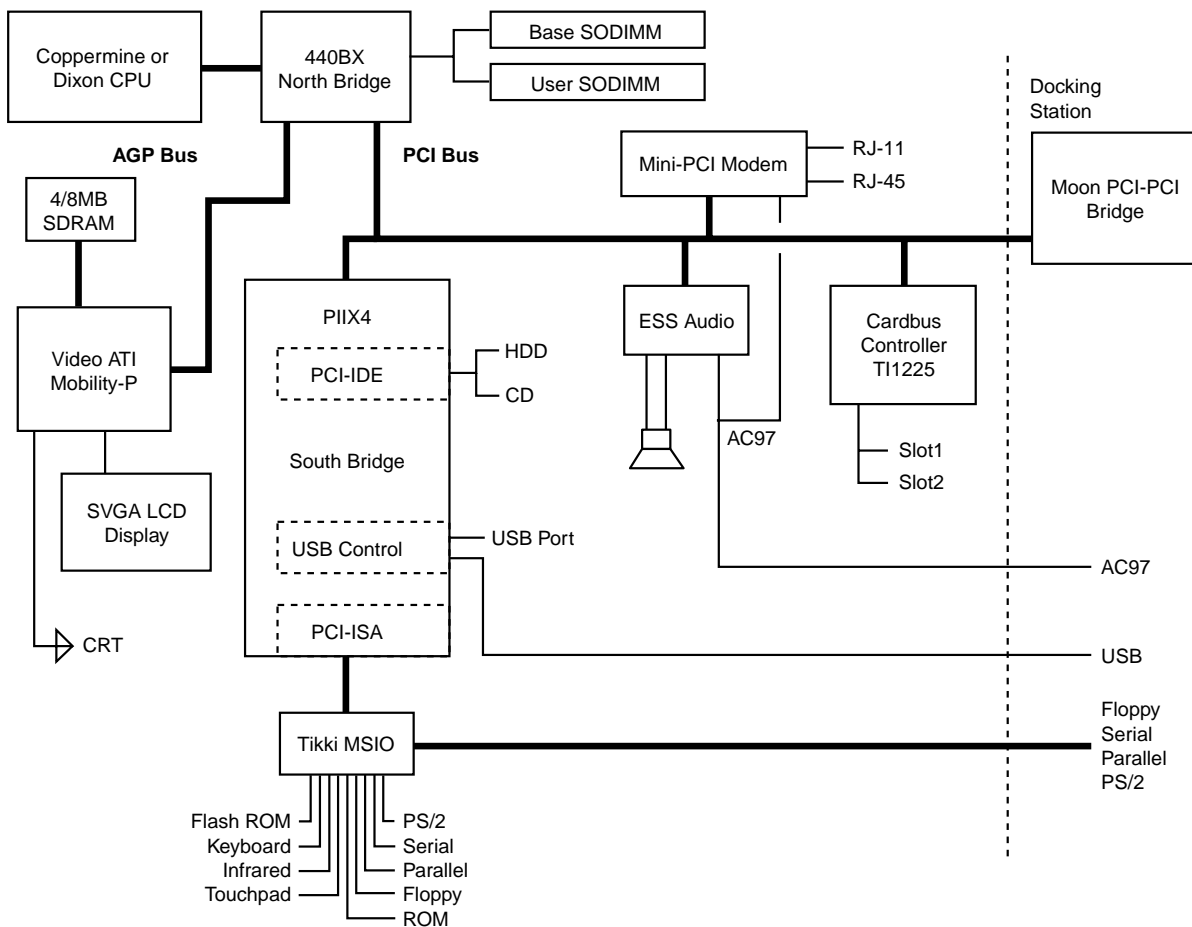 Coppermine or
Dixon CPU
440BX
North Bridge
Base SODIMM
User SODIMM
Docking
Station
AGP Bus
PCI Bus
Mini-PCI Modem
RJ-11
RJ-45
Moon PCI-PCI
Bridge
4/8MB
SDRAM
PIIX4
ESS Audio
Cardbus
Controller
TI1225
Video ATI
Mobility-P
PCI-IDE
HDD
CD
AC97
South Bridge
Slot1
Slot2
SVGA LCD
Display
USB Control
USB Port
AC97
PCI-ISA
CRT
USB
Tikki MSIO
Floppy
Serial
Parallel
PS/2
Flash ROM
Keyboard
Infrared
Touchpad
PS/2
Serial
Parallel
Floppy
ROM